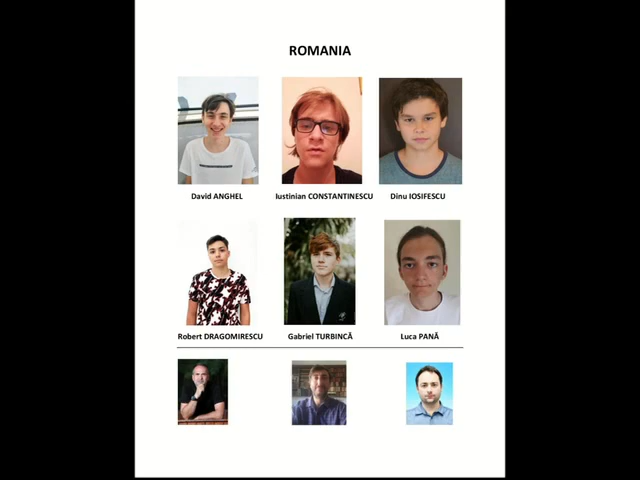 ROMANIA
David ANGHEL
Iustinian CONSTANTINESCU
Dinu IOSIFESCU
Robert DRAGOMIRESCU
Gabriel TURBINCĂ
Luca PANĂ